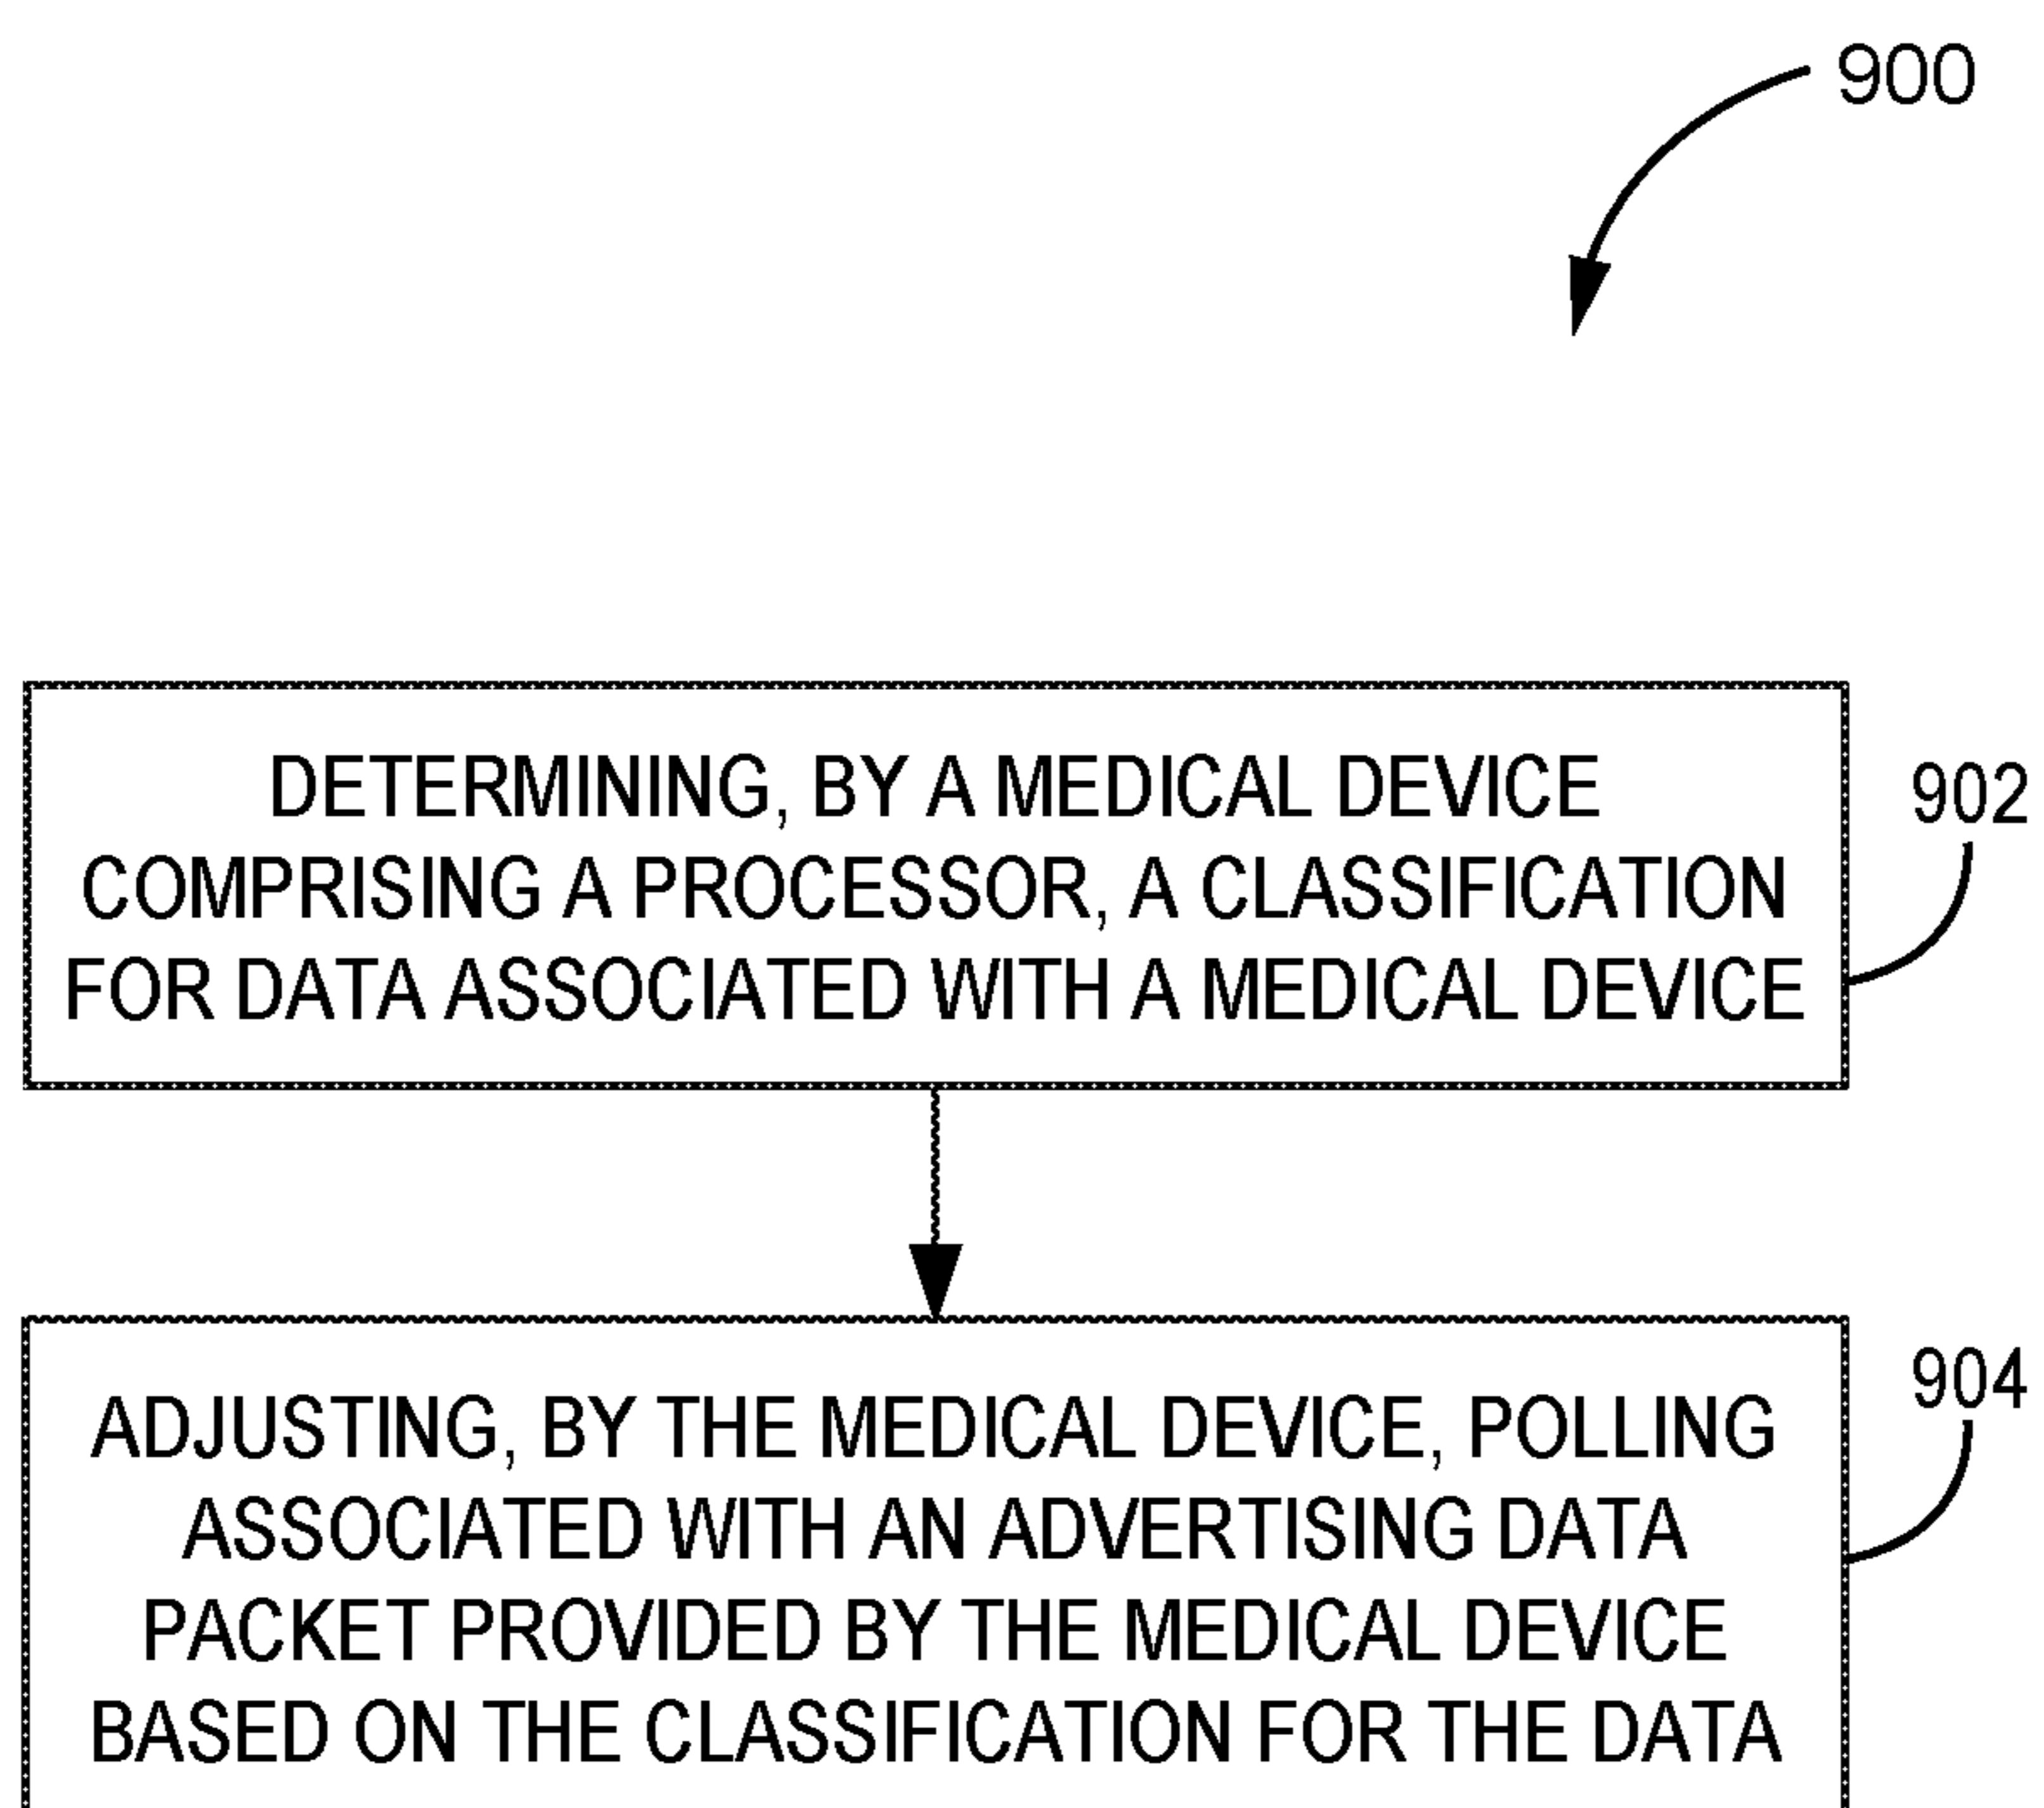 900
DETERMINING, BY A MEDICAL DEVICE
COMPRISING A PROCESSOR, A CLASSIFICATION
FOR DATA ASSOCIATED WITH A MEDICAL DEVICE
902
ADJUSTING, BY THE MEDICAL DEVICE, POLLING
ASSOCIATED WITH AN ADVERTISING DATA
PACKET PROVIDED BY THE MEDICAL DEVICE
BASED ON THE CLASSIFICATION FOR THE DATA
904